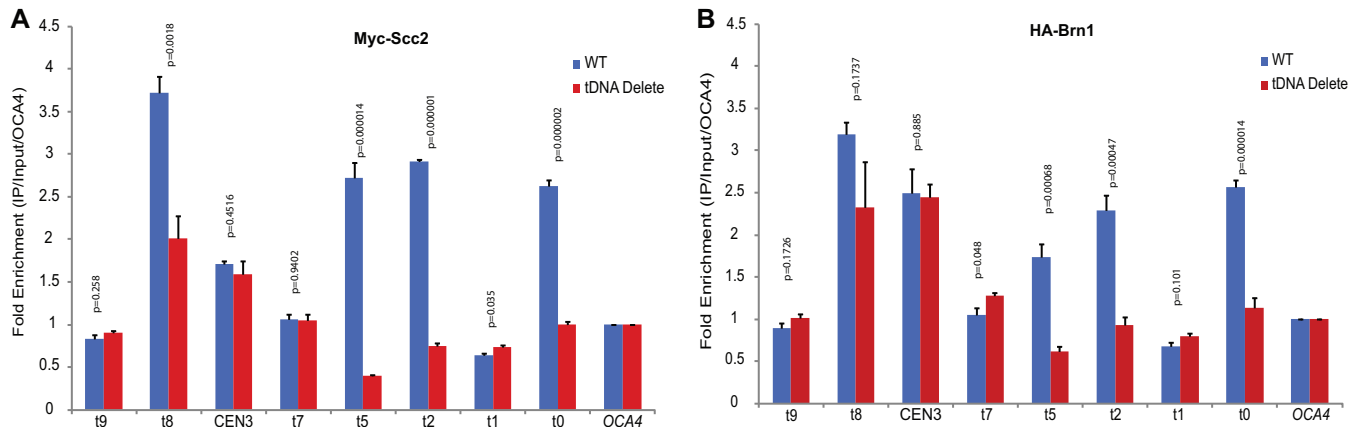 A
Myc-Scc2
WT
tDNA Delete
Fold Enrichment (IP/Input/OCA4)
4.5
4
3.5
3
2.5
2
1.5
1
0.5
0
p=0.258
p=0.0018
p=0.4516
p=0.9402
p=0.000014
p=0.000001
p=0.035
p=0.000002
t9 t8 CEN3 t7 t5 t2 t1 t0 OCA4
B
HA-Brn1
WT
tDNA Delete
Fold Enrichment (IP/Input/OCA4)
4.5
4
3.5
3
2.5
2
1.5
1
0.5
0
p=0.1726
p=0.1737
p=0.885
p=0.048
p=0.00068
p=0.00047
p=0.101
p=0.000014
t9 t8 CEN3 t7 t5 t2 t1 t0 OCA4